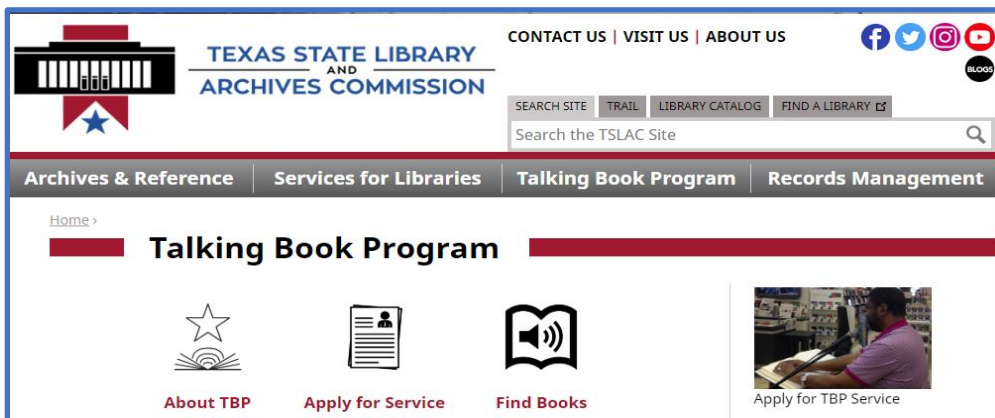 TEXAS STATE LIBRARY
AND
ARCHIVES COMMISSION
CONTACT US | VISIT US | ABOUT US
BLOGS
SEARCH SITE TRAIL LIBRARY CATALOG FIND A LIBRARY
Search the TSLAC Site
Archives & Reference Services for Libraries Talking Book Program Records Management
Home ›
Talking Book Program
About TBP Apply for Service Find Books
Apply for TBP Service